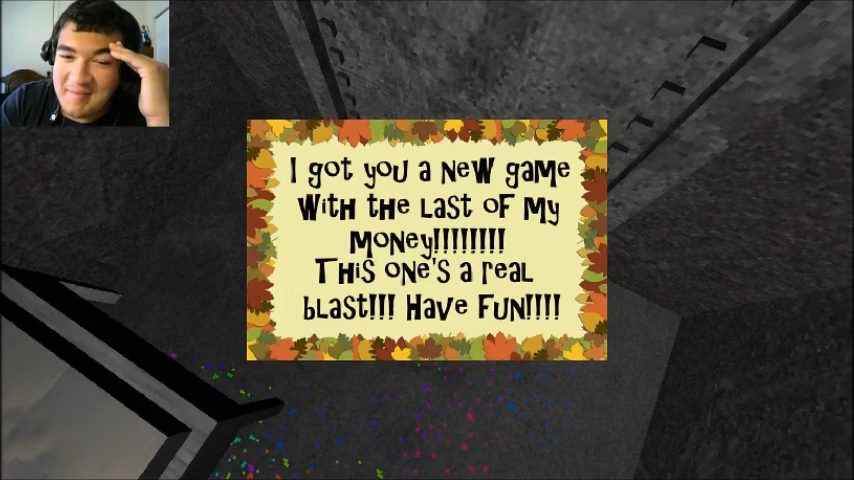 I got you a new game
with the last of my
money!!!!!!!!
This one's a real
blast!!! Have fun!!!!